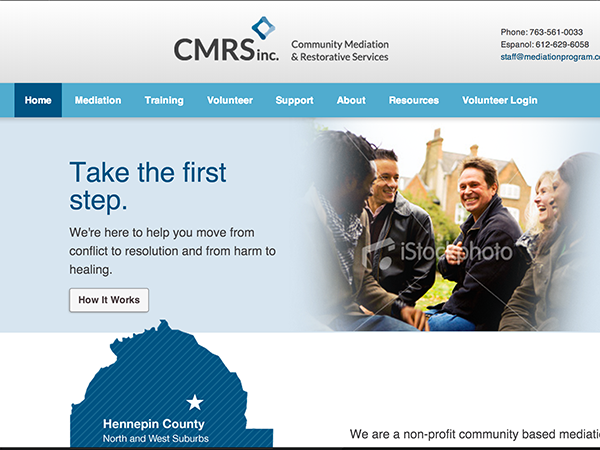 CMRS inc.
Community Mediation
& Restorative Services
Phone: 763-561-0033
Espanol: 612-629-6058
staff@mediationprogram.co
Home Mediation Training Volunteer Support About Resources Volunteer Login
Take the first
step.
We're here to help you move from
conflict to resolution and from harm to
healing.
How It Works
iStockphoto
Hennepin County
North and West Suburbs
We are a non-profit community based mediatio